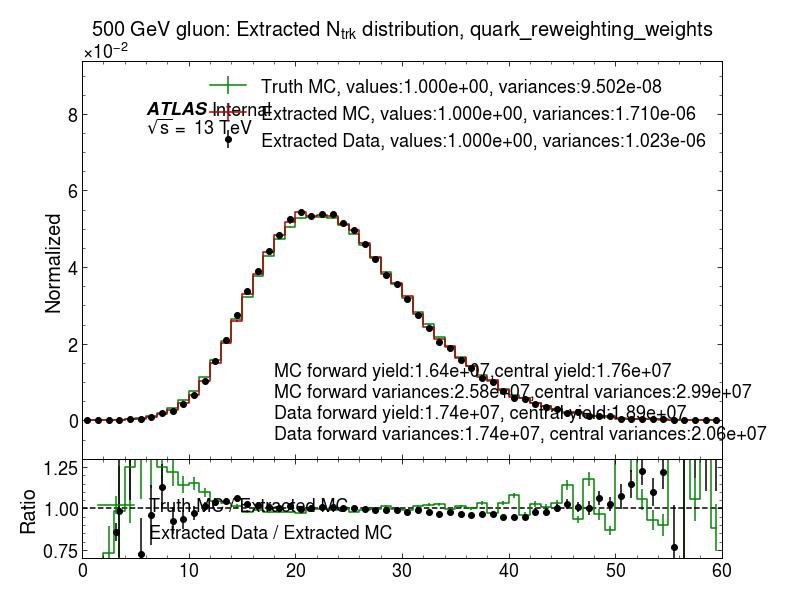 500 GeV gluon: Extracted N_trk distribution, quark_reweighting_weights
×10⁻²
Truth MC, values:1.000e+00, variances:9.502e-08
ATLAS Internal
Extracted MC, values:1.000e+00, variances:1.710e-06
√s = 13 TeV
Extracted Data, values:1.000e+00, variances:1.023e-06
8
6
4
2
0
Normalized
MC forward yield:1.64e+07,central yield:1.76e+07
MC forward variances:2.58e+07,central variances:2.99e+07
Data forward yield:1.74e+07, central yield:1.89e+07
Data forward variances:1.74e+07, central variances:2.06e+07
1.25
1.00
0.75
Ratio
Truth MC / Extracted MC
Extracted Data / Extracted MC
0 10 20 30 40 50 60